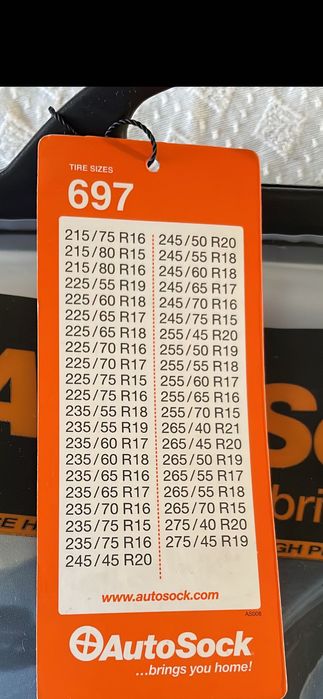 TIRE SIZES
697
215/75 R16
215/80 R15
215/80 R16
225/55 R19
225/60 R18
225/65 R17
225/65 R18
225/70 R16
225/70 R17
225/75 R15
225/75 R16
235/55 R18
235/55 R19
235/60 R17
235/60 R18
235/65 R16
235/65 R17
235/70 R16
235/75 R15
235/75 R16
245/45 R20
245/50 R20
245/55 R18
245/60 R18
245/65 R17
245/70 R16
245/75 R15
255/45 R20
255/50 R19
255/55 R18
255/60 R17
255/65 R16
255/70 R15
265/40 R21
265/45 R20
265/50 R19
265/55 R17
265/55 R18
265/70 R15
275/40 R20
275/45 R19
www.autosock.com
AS008
AutoSock
...brings you home!